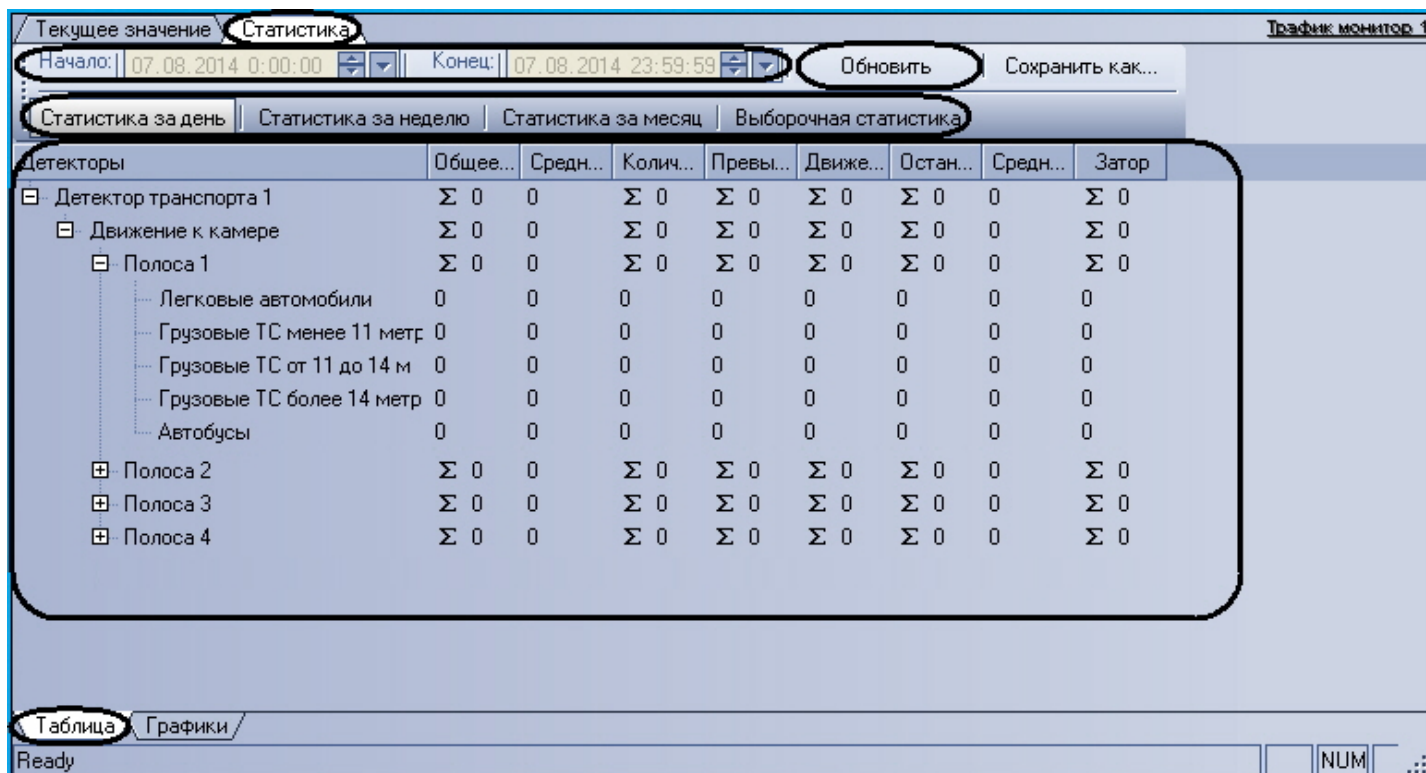 Текущее значение Статистика Трафик монитор 1
Начало: 07.08.2014 0:00:00 Конец: 07.08.2014 23:59:59 Обновить Сохранить как...
Статистика за день Статистика за неделю Статистика за месяц Выборочная статистика
Детекторы Общее... Средн... Колич... Превы... Движе... Остан... Средн... Затор
Детектор транспорта 1 Σ 0 0 Σ 0 Σ 0 Σ 0 Σ 0 0 Σ 0
Движение к камере Σ 0 0 Σ 0 Σ 0 Σ 0 Σ 0 0 Σ 0
Полоса 1 Σ 0 0 Σ 0 Σ 0 Σ 0 Σ 0 0 Σ 0
Легковые автомобили 0 0 0 0 0 0 0 0
Грузовые ТС менее 11 метр 0 0 0 0 0 0 0 0
Грузовые ТС от 11 до 14 м 0 0 0 0 0 0 0 0
Грузовые ТС более 14 метр 0 0 0 0 0 0 0 0
Автобусы 0 0 0 0 0 0 0 0
Полоса 2 Σ 0 0 Σ 0 Σ 0 Σ 0 Σ 0 0 Σ 0
Полоса 3 Σ 0 0 Σ 0 Σ 0 Σ 0 Σ 0 0 Σ 0
Полоса 4 Σ 0 0 Σ 0 Σ 0 Σ 0 Σ 0 0 Σ 0
Таблица Графики
Ready NUM